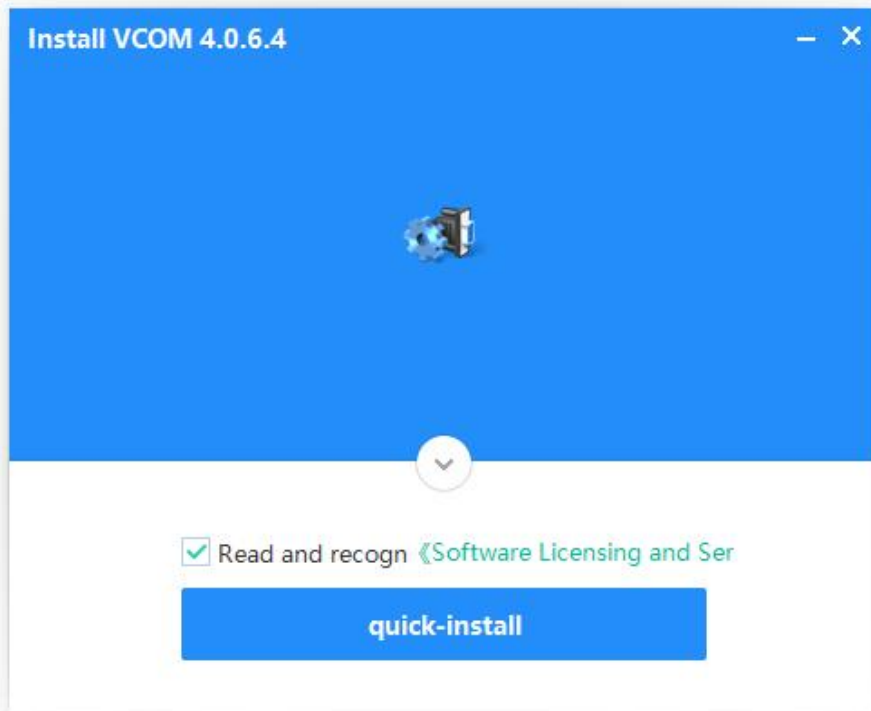 Install VCOM 4.0.6.4
Read and recogn 《Software Licensing and Ser
quick-install